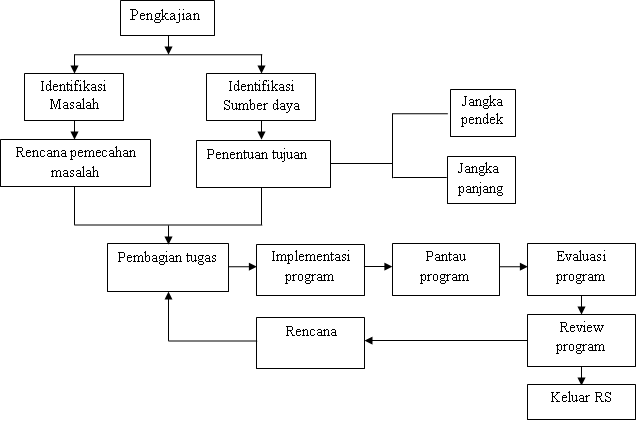 Pengkajian
Identifikasi
Masalah
Identifikasi
Sumber daya
Jangka
pendek
Rencana pemecahan
masalah
Penentuan tujuan
Jangka
panjang
Pembagian tugas
Implementasi
program
Pantau
program
Evaluasi
program
Rencana
Review
program
Keluar RS